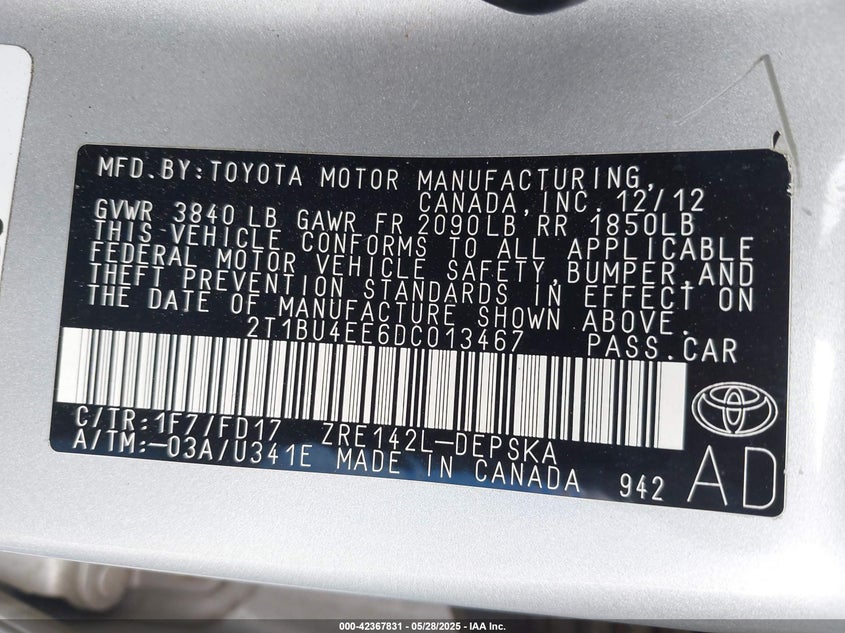 MFD.BY:TOYOTA MOTOR MANUFACTURING,
CANADA,INC. 12/12
GVWR 3840 LB GAWR FR 2090LB,RR 1850LB
THIS VEHICLE CONFORMS TO ALL APPLICABLE
FEDERAL MOTOR VEHICLE SAFETY,BUMPER,AND
THEFT PREVENTION STANDARDS IN EFFECT ON
THE DATE OF MANUFACTURE SHOWN ABOVE.
2T1BU4EE6DC013467 PASS.CAR
C/TR:1F7/FD17 ZRE142L-DEPSKA
A/TM:-03A/U341E MADE IN CANADA
942 AD
000-42367831 - 05/28/2025 - IAA Inc.